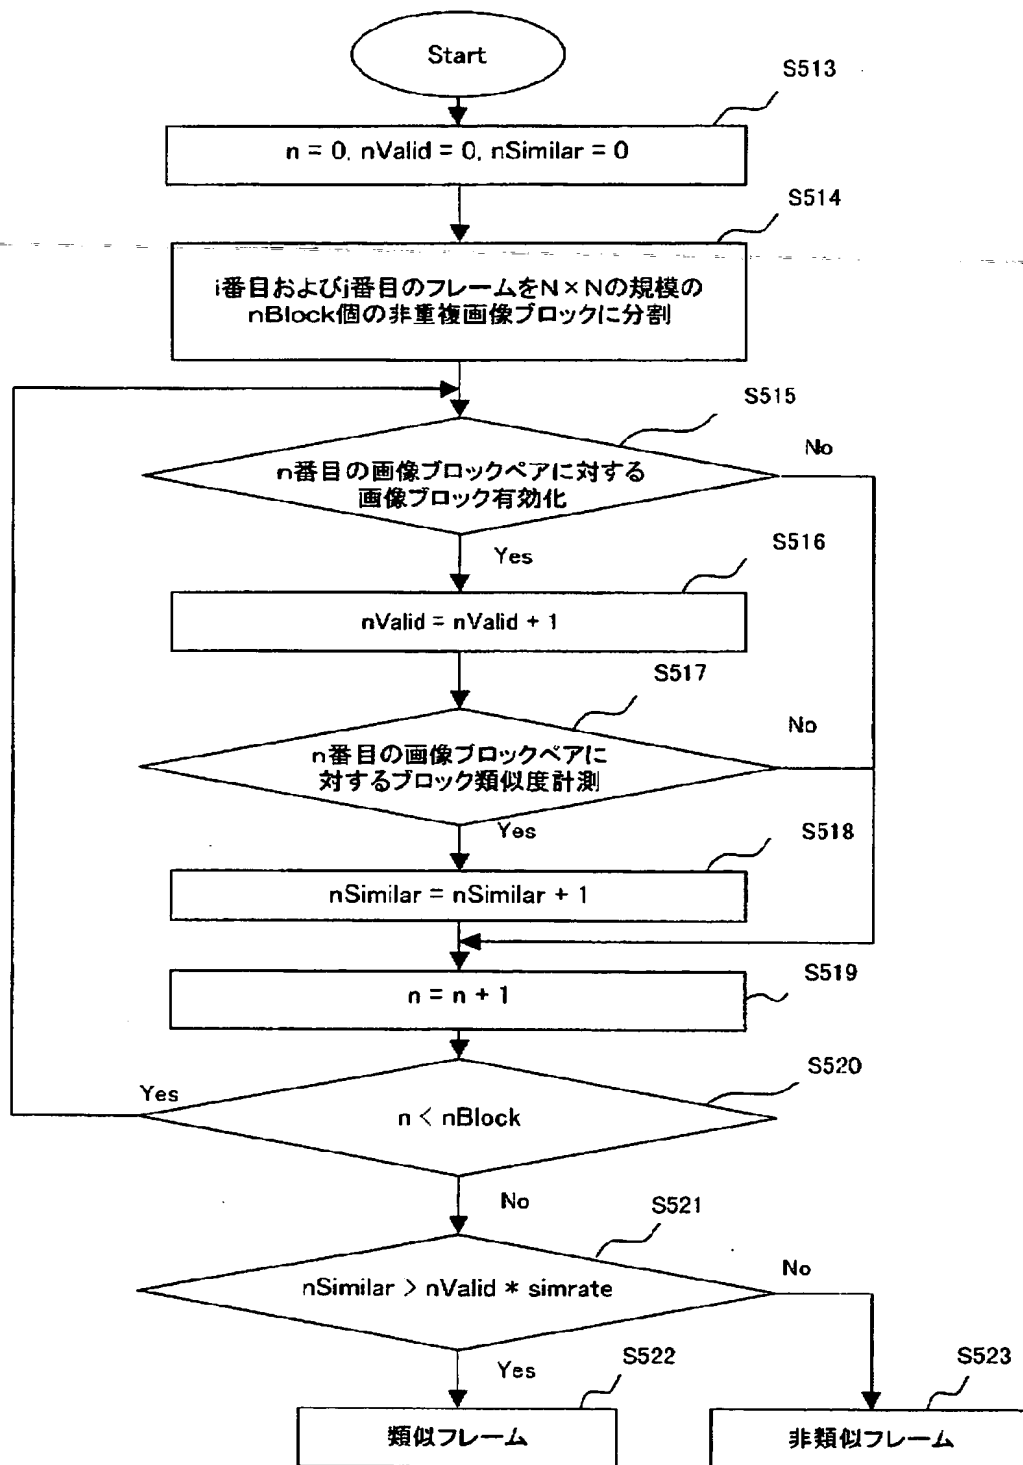 Start
S513
n = 0, nValid = 0, nSimilar = 0
S514
i番目およびj番目のフレームをN×Nの規模の
nBlock個の非重複画像ブロックに分割
S515
No
n番目の画像ブロックペアに対する
画像ブロック有効化
Yes
S516
nValid = nValid + 1
S517
No
n番目の画像ブロックペアに
対するブロック類似度計測
Yes
S518
nSimilar = nSimilar + 1
S519
n = n + 1
S520
Yes
n < nBlock
No
S521
No
nSimilar > nValid * simrate
Yes
S522
S523
類似フレーム
非類似フレーム